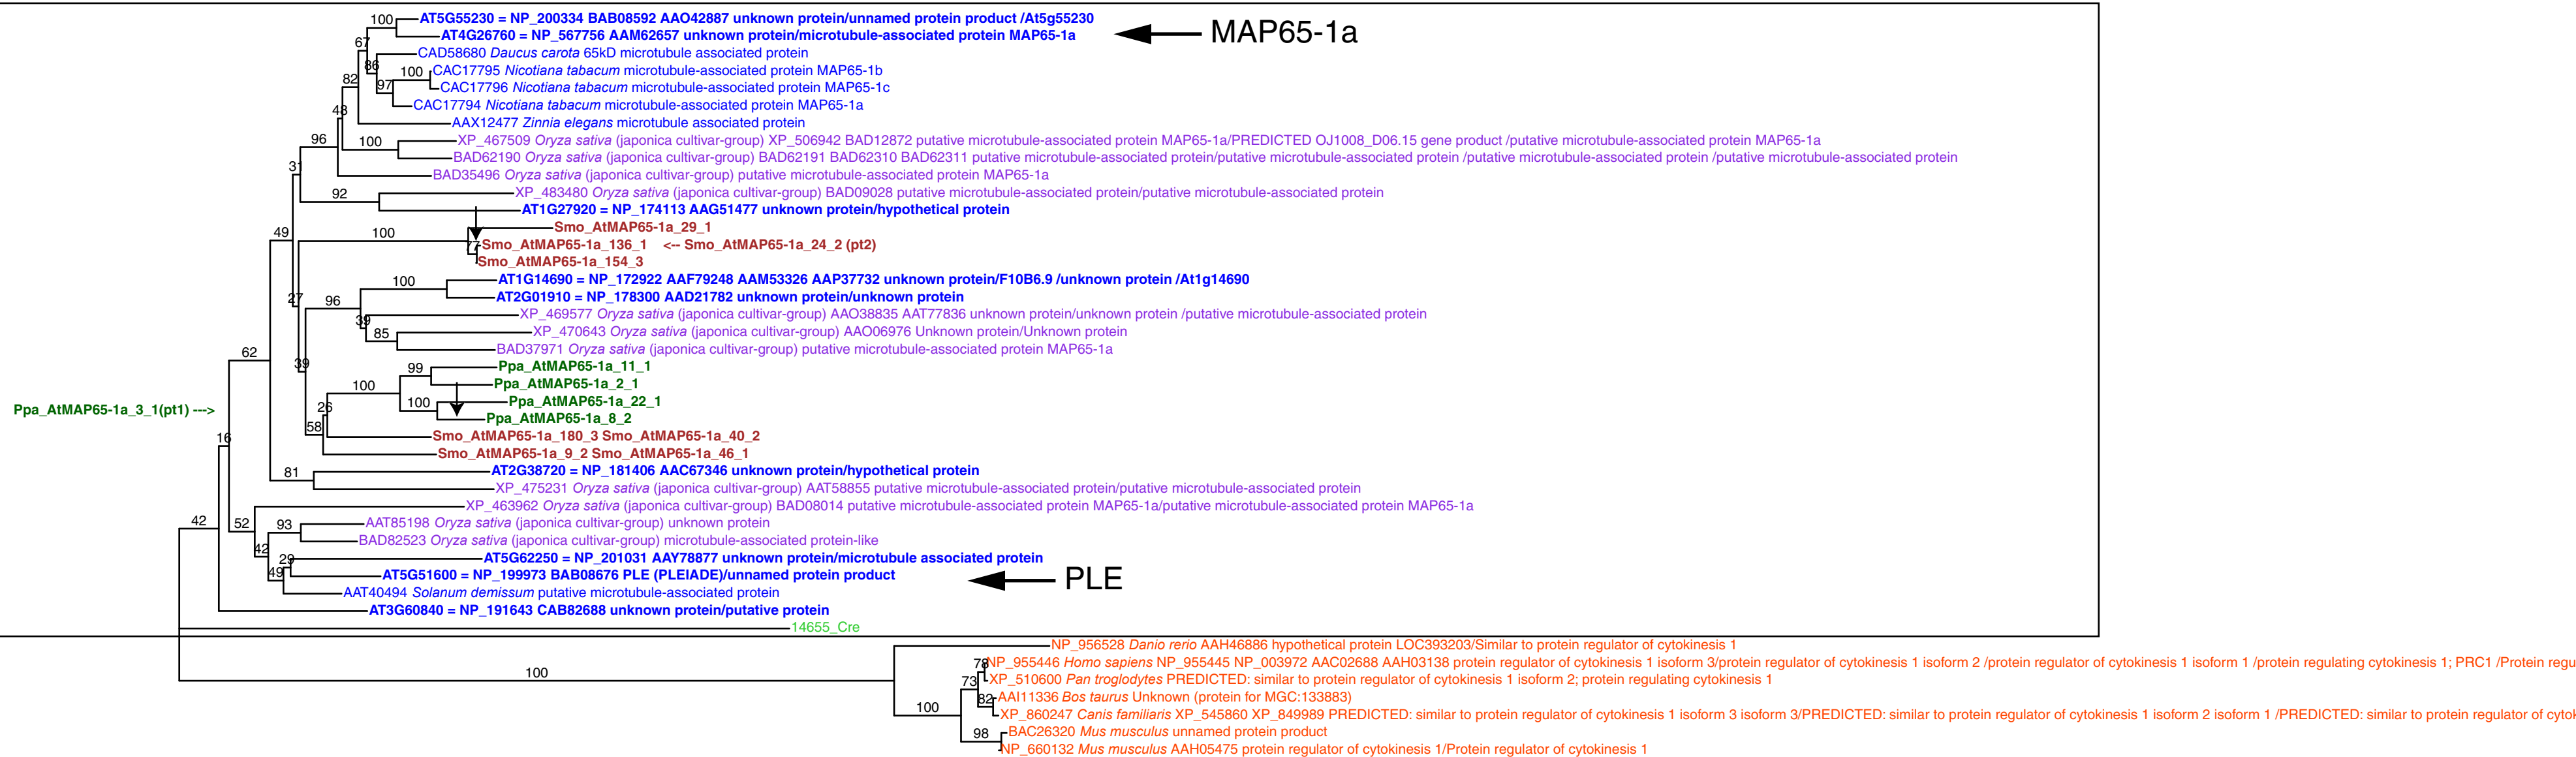 100 AT5G55230 = NP_200334 BAB08592 AAO42887 unknown protein/unnamed protein product /At5g55230
AT4G26760 = NP_567756 AAM62657 unknown protein/microtubule-associated protein MAP65-1a
MAP65-1a
67
CAD58680 Daucus carota 65kD microtubule associated protein
86
100 CAC17795 Nicotiana tabacum microtubule-associated protein MAP65-1b
82
97
CAC17796 Nicotiana tabacum microtubule-associated protein MAP65-1c
CAC17794 Nicotiana tabacum microtubule-associated protein MAP65-1a
48
AAX12477 Zinnia elegans microtubule associated protein
96
100
XP_467509 Oryza sativa (japonica cultivar-group) XP_506942 BAD12872 putative microtubule-associated protein MAP65-1a/PREDICTED OJ1008_D06.15 gene product /putative microtubule-associated protein MAP65-1a
BAD62190 Oryza sativa (japonica cultivar-group) BAD62191 BAD62310 BAD62311 putative microtubule-associated protein/putative microtubule-associated protein /putative microtubule-associated protein /putative microtubule-associated protein
31
BAD35496 Oryza sativa (japonica cultivar-group) putative microtubule-associated protein MAP65-1a
92
XP_483480 Oryza sativa (japonica cultivar-group) BAD09028 putative microtubule-associated protein/putative microtubule-associated protein
AT1G27920 = NP_174113 AAG51477 unknown protein/hypothetical protein
49
100
Smo_AtMAP65-1a_29_1
77
Smo_AtMAP65-1a_136_1 <-- Smo_AtMAP65-1a_24_2 (pt2)
Smo_AtMAP65-1a_154_3
100
AT1G14690 = NP_172922 AAF79248 AAM53326 AAP37732 unknown protein/F10B6.9 /unknown protein /At1g14690
27
96
AT2G01910 = NP_178300 AAD21782 unknown protein/unknown protein
39
XP_469577 Oryza sativa (japonica cultivar-group) AAO38835 AAT77836 unknown protein/unknown protein /putative microtubule-associated protein
85
XP_470643 Oryza sativa (japonica cultivar-group) AAO06976 Unknown protein/Unknown protein
BAD37971 Oryza sativa (japonica cultivar-group) putative microtubule-associated protein MAP65-1a
62
39
99
Ppa_AtMAP65-1a_11_1
100
Ppa_AtMAP65-1a_2_1
26
100
Ppa_AtMAP65-1a_22_1
Ppa_AtMAP65-1a_3_1(pt1) --->
Ppa_AtMAP65-1a_8_2
58
Smo_AtMAP65-1a_180_3 Smo_AtMAP65-1a_40_2
16
Smo_AtMAP65-1a_9_2 Smo_AtMAP65-1a_46_1
81
AT2G38720 = NP_181406 AAC67346 unknown protein/hypothetical protein
XP_475231 Oryza sativa (japonica cultivar-group) AAT58855 putative microtubule-associated protein/putative microtubule-associated protein
XP_463962 Oryza sativa (japonica cultivar-group) BAD08014 putative microtubule-associated protein MAP65-1a/putative microtubule-associated protein MAP65-1a
42
52
93
AAT85198 Oryza sativa (japonica cultivar-group) unknown protein
BAD82523 Oryza sativa (japonica cultivar-group) microtubule-associated protein-like
42
29
AT5G62250 = NP_201031 AAY78877 unknown protein/microtubule associated protein
49
AT5G51600 = NP_199973 BAB08676 PLE (PLEIADE)/unnamed protein product
PLE
AAT40494 Solanum demissum putative microtubule-associated protein
AT3G60840 = NP_191643 CAB82688 unknown protein/putative protein
14655_Cre
NP_956528 Danio rerio AAH46886 hypothetical protein LOC393203/Similar to protein regulator of cytokinesis 1
78
NP_955446 Homo sapiens NP_955445 NP_003972 AAC02688 AAH03138 protein regulator of cytokinesis 1 isoform 3/protein regulator of cytokinesis 1 isoform 2 /protein regulator of cytokinesis 1 isoform 1 /protein regulating cytokinesis 1; PRC1 /Protein regu
100
73
XP_510600 Pan troglodytes PREDICTED: similar to protein regulator of cytokinesis 1 isoform 2; protein regulating cytokinesis 1
82
AAI11336 Bos taurus Unknown (protein for MGC:133883)
100
XP_860247 Canis familiaris XP_545860 XP_849989 PREDICTED: similar to protein regulator of cytokinesis 1 isoform 3 isoform 3/PREDICTED: similar to protein regulator of cytokinesis 1 isoform 2 isoform 1 /PREDICTED: similar to protein regulator of cytok
98
BAC26320 Mus musculus unnamed protein product
NP_660132 Mus musculus AAH05475 protein regulator of cytokinesis 1/Protein regulator of cytokinesis 1